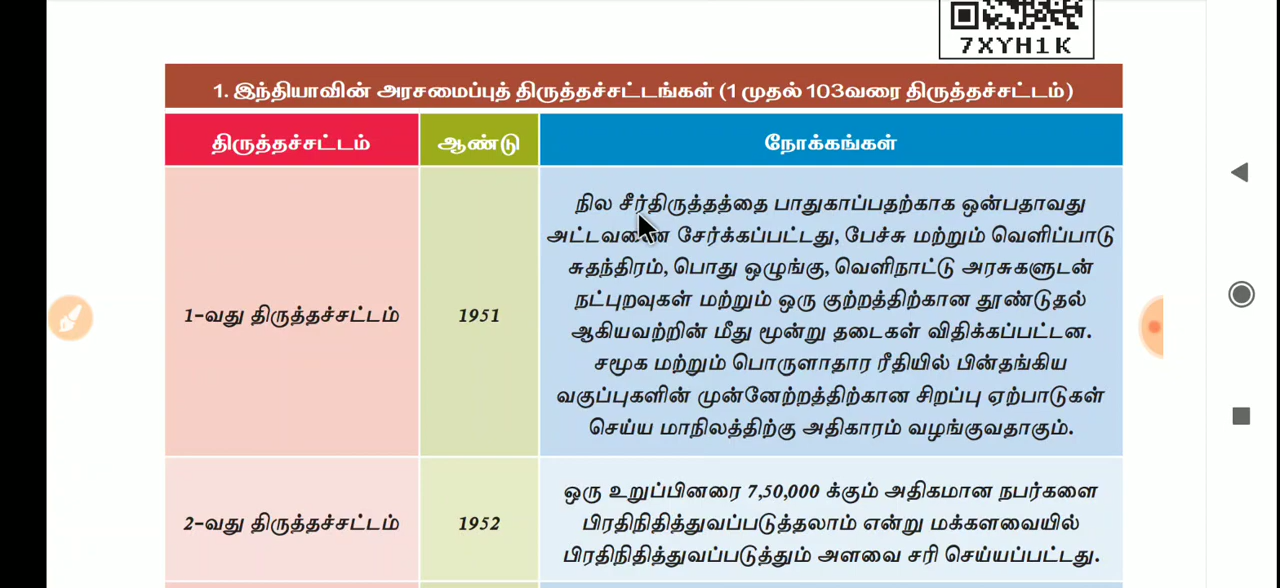 7XYH1K
1. இந்தியாவின் அரசமைப்புத் திருத்தச்சட்டங்கள் (1 முதல் 103வரை திருத்தச்சட்டம்)
திருத்தச்சட்டம் ஆண்டு நோக்கங்கள்
நில சீர்திருத்தத்தை பாதுகாப்பதற்காக ஒன்பதாவது
அட்டவணை சேர்க்கப்பட்டது, பேச்சு மற்றும் வெளிப்பாடு
சுதந்திரம், பொது ஒழுங்கு, வெளிநாட்டு அரசுகளுடன்
நட்புறவுகள் மற்றும் ஒரு குற்றத்திற்கான தூண்டுதல்
1-வது திருத்தச்சட்டம் 1951
ஆகியவற்றின் மீது மூன்று தடைகள் விதிக்கப்பட்டன.
சமூக மற்றும் பொருளாதார ரீதியில் பின்தங்கிய
வகுப்புகளின் முன்னேற்றத்திற்கான சிறப்பு ஏற்பாடுகள்
செய்ய மாநிலத்திற்கு அதிகாரம் வழங்குவதாகும்.
ஒரு உறுப்பினரை 7,50,000 க்கும் அதிகமான நபர்களை
2-வது திருத்தச்சட்டம் 1952 பிரதிநிதித்துவப்படுத்தலாம் என்று மக்களவையில்
பிரதிநிதித்துவப்படுத்தும் அளவை சரி செய்யப்பட்டது.